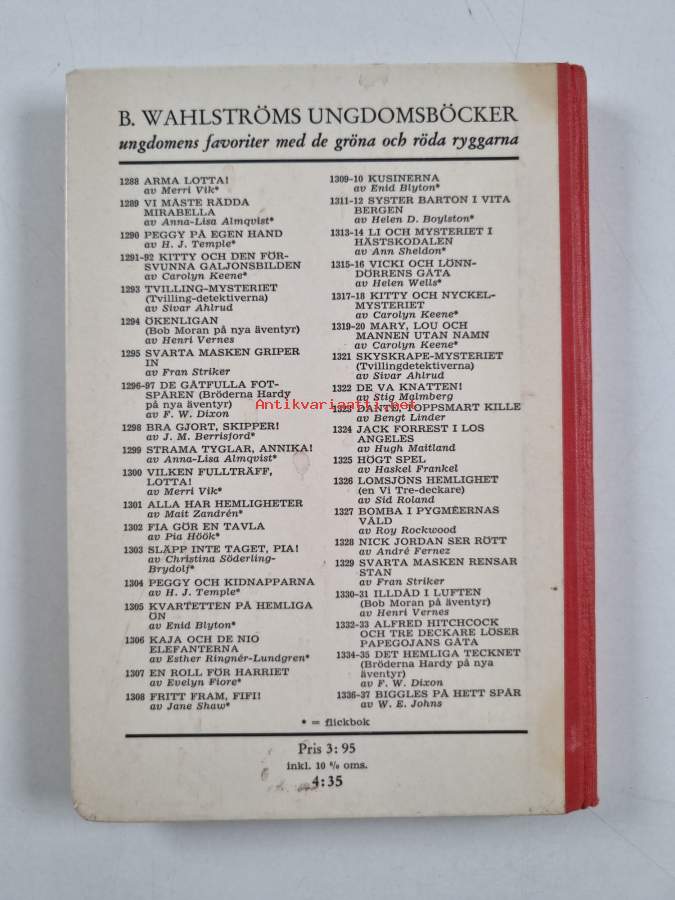 B. WAHLSTRÖMS UNGDOMSBÖCKER
ungdomens favoriter med de gröna och röda ryggarna
1288 ARMA LOTTA!
av Merri Vik*
1289 VI MÅSTE RÄDDA
MIRABELLA
av Anna-Lisa Almqvist*
1290 PEGGY PÅ EGEN HAND
av H. J. Temple*
1291-92 KITTY OCH DEN FÖR-
SVUNNA GALJONSBILDEN
av Carolyn Keene*
1293 TVILLING-MYSTERIET
(Tvilling-detektiverna)
av Sivar Ahlrud
1294 ÖKENLIGAN
(Bob Moran på nya äventyr)
av Henri Vernes
1295 SVARTA MASKEN GRIPER
IN
av Fran Striker
1296-97 DE GÅTFULLA FOT-
SPÅREN (Bröderna Hardy
på nya äventyr)
av F. W. Dixon
1298 BRA GJORT, SKIPPER!
av J. M. Berrisford*
1299 STRAMA TYGLAR, ANNIKA!
av Anna-Lisa Almqvist*
1300 VILKEN FULLTRÄFF,
LOTTA!
av Merri Vik*
1301 ALLA HAR HEMLIGHETER
av Mait Zandrén*
1302 FIA GÖR EN TAVLA
av Pia Höök*
1303 SLÄPP INTE TAGET, PIA!
av Christina Söderling-
Brydolf*
1304 PEGGY OCH KIDNAPPARNA
av H. J. Temple*
1305 KVARTETTEN PÅ HEMLIGA
ÖN
av Enid Blyton*
1306 KAJA OCH DE NIO
ELEFANTERNA
av Esther Ringnér-Lundgren*
1307 EN ROLL FÖR HARRIET
av Evelyn Fiore*
1308 FRITT FRAM, FIFI!
av Jane Shaw*
1309-10 KUSINERNA
av Enid Blyton*
1311-12 SYSTER BARTON I VITA
BERGEN
av Helen D. Boylston*
1313-14 LI OCH MYSTERIET I
HÄSTSKODALEN
av Ann Sheldon*
1315-16 VICKI OCH LÖNN-
DÖRRENS GÅTA
av Helen Wells*
1317-18 KITTY OCH NYCKEL-
MYSTERIET
av Carolyn Keene*
1319-20 MARY, LOU OCH
MANNEN UTAN NAMN
av Carolyn Keene*
1321 SKYSKRAPE-MYSTERIET
(Tvillingdetektiverna)
av Sivar Ahlrud
1322 DE VA KNATTEN!
av Stig Malmberg
1323 DANTE TOPPSMART KILLE
av Bengt Linder
1324 JACK FORREST I LOS
ANGELES
av Hugh Maitland
1325 HÖGT SPEL
av Haskel Frankel
1326 LOMSJÖNS HEMLIGHET
(en Vi Tre-deckare)
av Sid Roland
1327 BOMBA I PYGMÉERNAS
VÅLD
av Roy Rockwood
1328 NICK JORDAN SER RÖTT
av André Fernez
1329 SVARTA MASKEN RENSAR
STAN
av Fran Striker
1330-31 ILLDÅD I LUFTEN
(Bob Moran på äventyr)
av Henri Vernes
1332-33 ALFRED HITCHCOCK
OCH TRE DECKARE LÖSER
PAPEGOJANS GÅTA
1334-35 DET HEMLIGA TECKNET
(Bröderna Hardy på nya
äventyr)
av F. W. Dixon
1336-37 BIGGLES PÅ HETT SPÅR
av W. E. Johns
* = flickbok
Pris 3: 95
inkl. 10 % oms.
4:35
Antikvariaatti.net